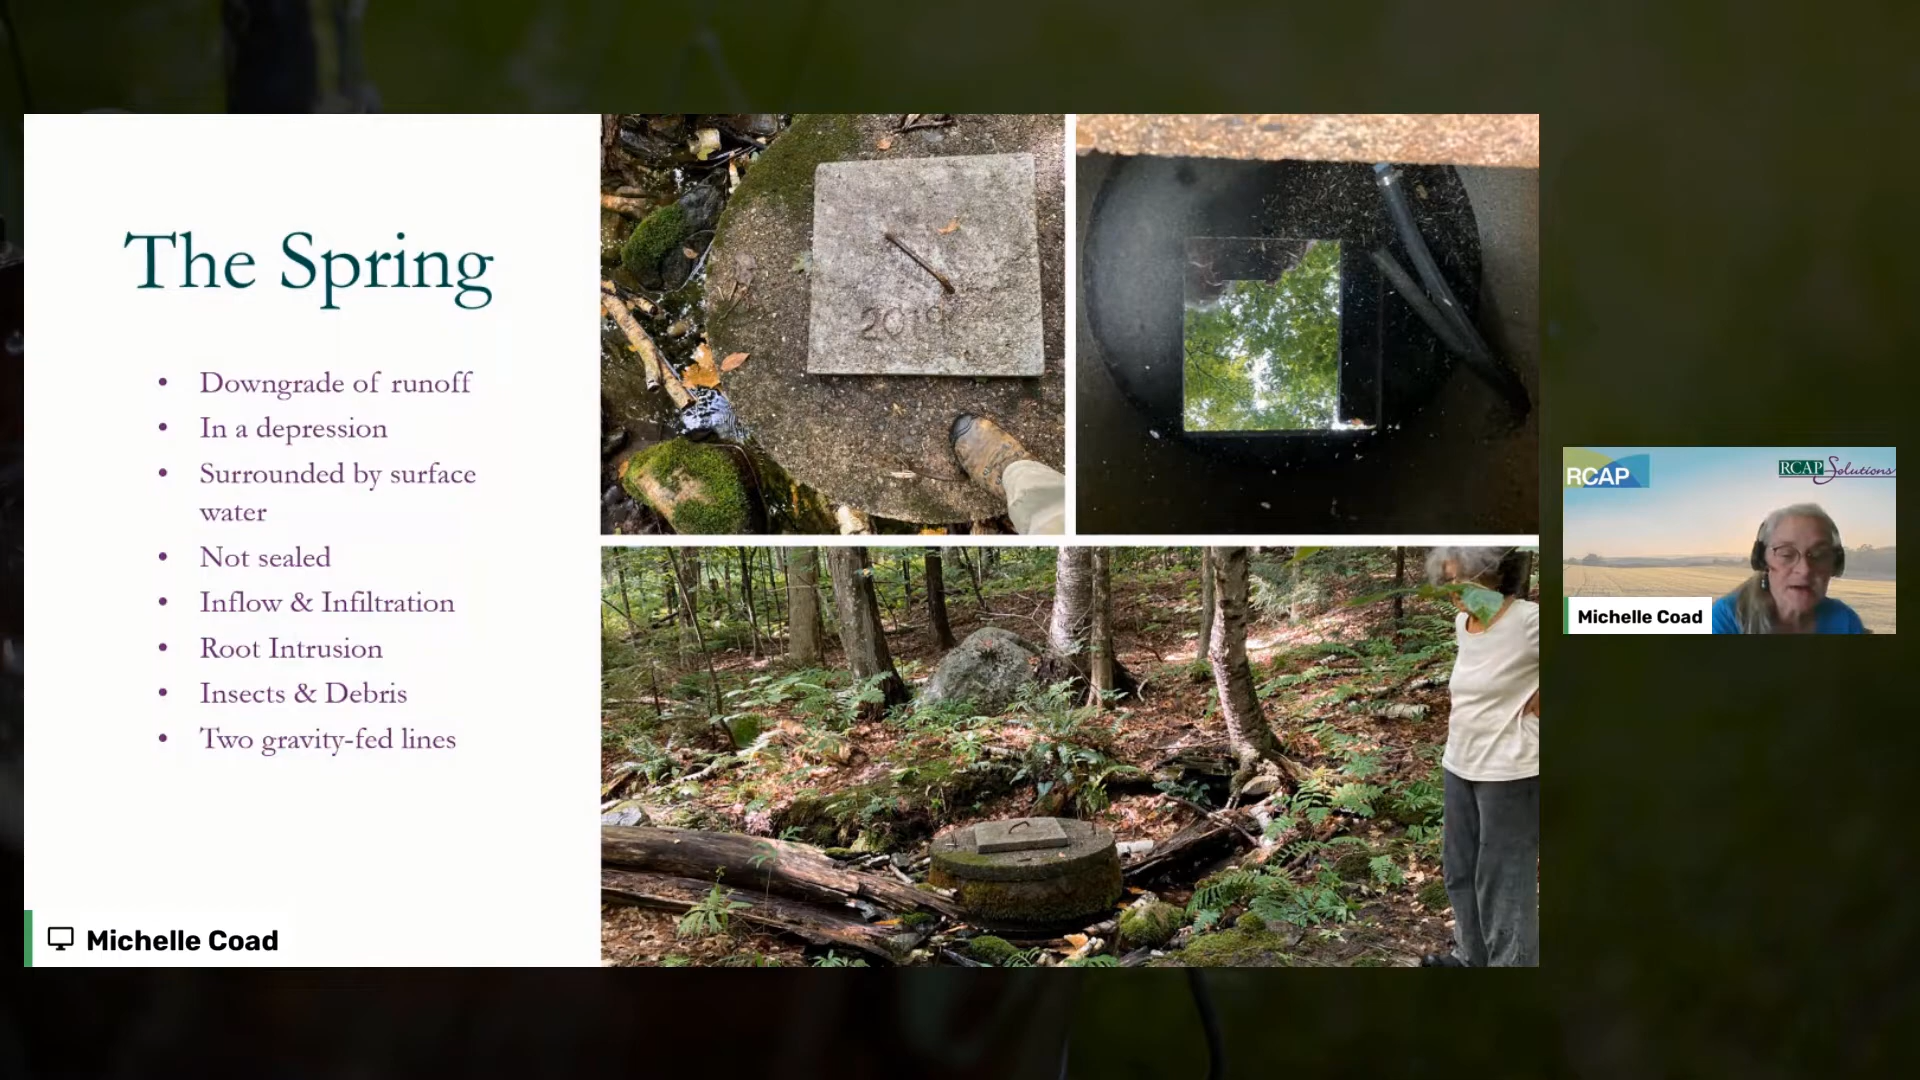 The Spring
• Downgrade of runoff
• In a depression
• Surrounded by surface
water
• Not sealed
• Inflow & Infiltration
• Root Intrusion
• Insects & Debris
• Two gravity-fed lines
Michelle Coad
2019
RCAP
RCAP Solutions
Michelle Coad